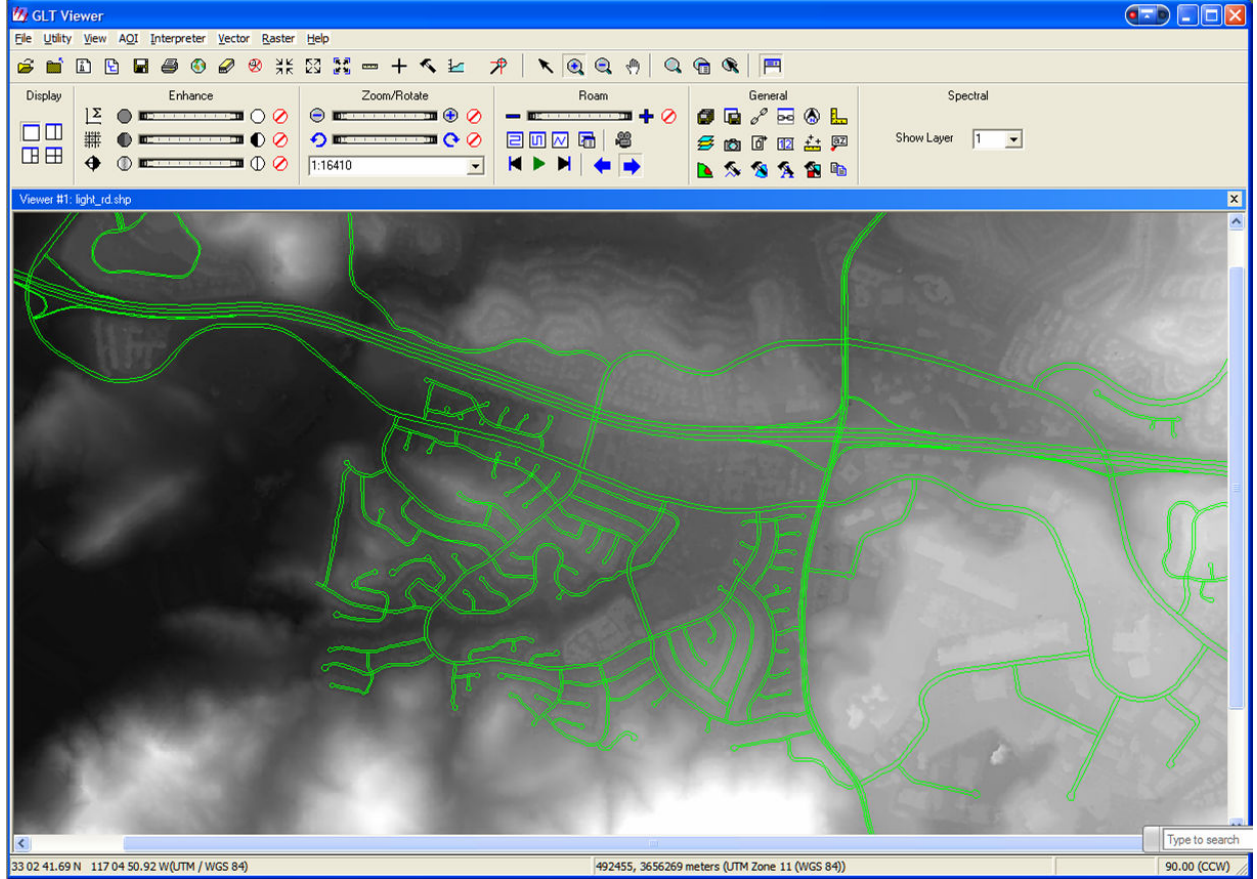 GLT Viewer
File Utility View AOI Interpreter Vector Raster Help
Display Enhance Zoom/Rotate Roam General Spectral
Show Layer 1
1:16410
Viewer #1: light_rd.shp
Type to search
33 02 41.69 N 117 04 50.92 W(UTM / WGS 84) 492455, 3656269 meters (UTM Zone 11 (WGS 84)) 90.00 (CCW)